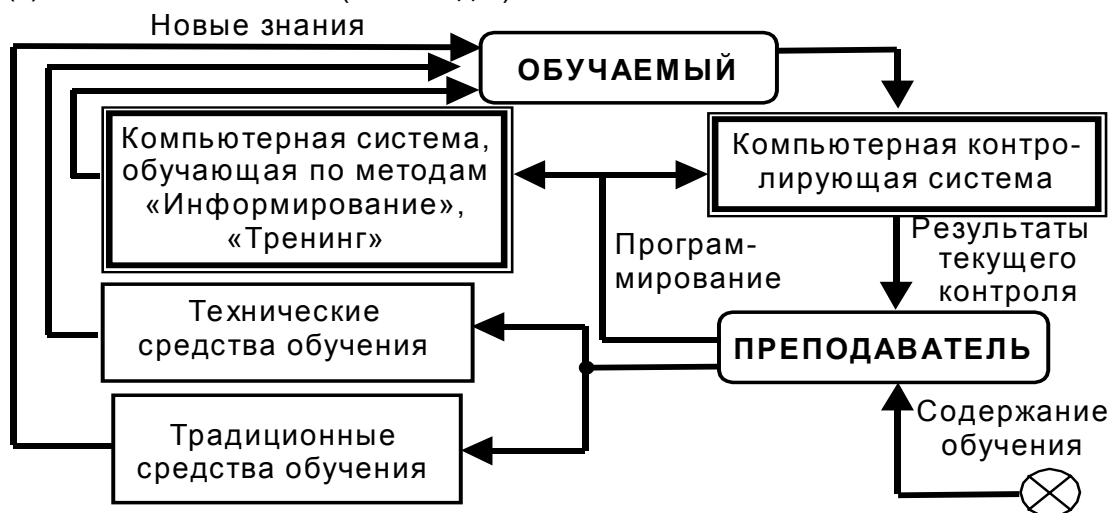 Новые знания
ОБУЧАЕМЫЙ
Компьютерная система,
обучающая по методам
«Информирование»,
«Тренинг»
Компьютерная контро-
лирующая система
Програм-
мирование
Результаты
текущего
контроля
Технические
средства обучения
ПРЕПОДАВАТЕЛЬ
Традиционные
средства обучения
Содержание
обучения